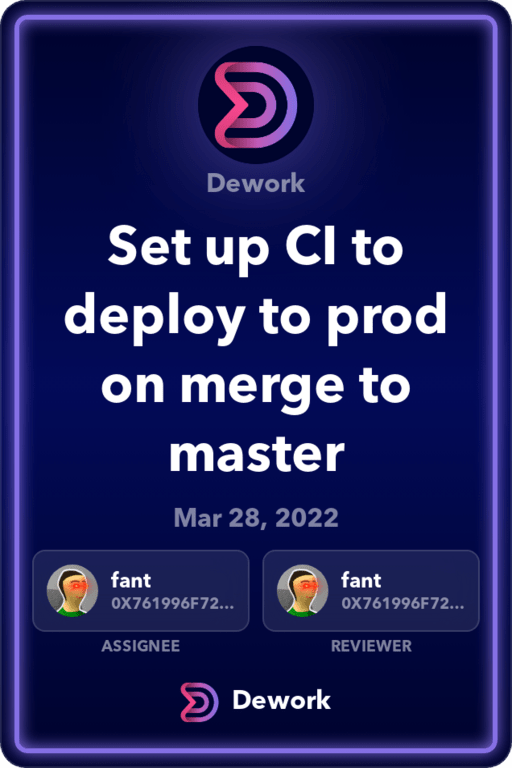 Dework
Set up CI to
deploy to prod
on merge to
master
Mar 28, 2022
fant
0X761996F72...
ASSIGNEE
fant
0X761996F72...
REVIEWER
Dework